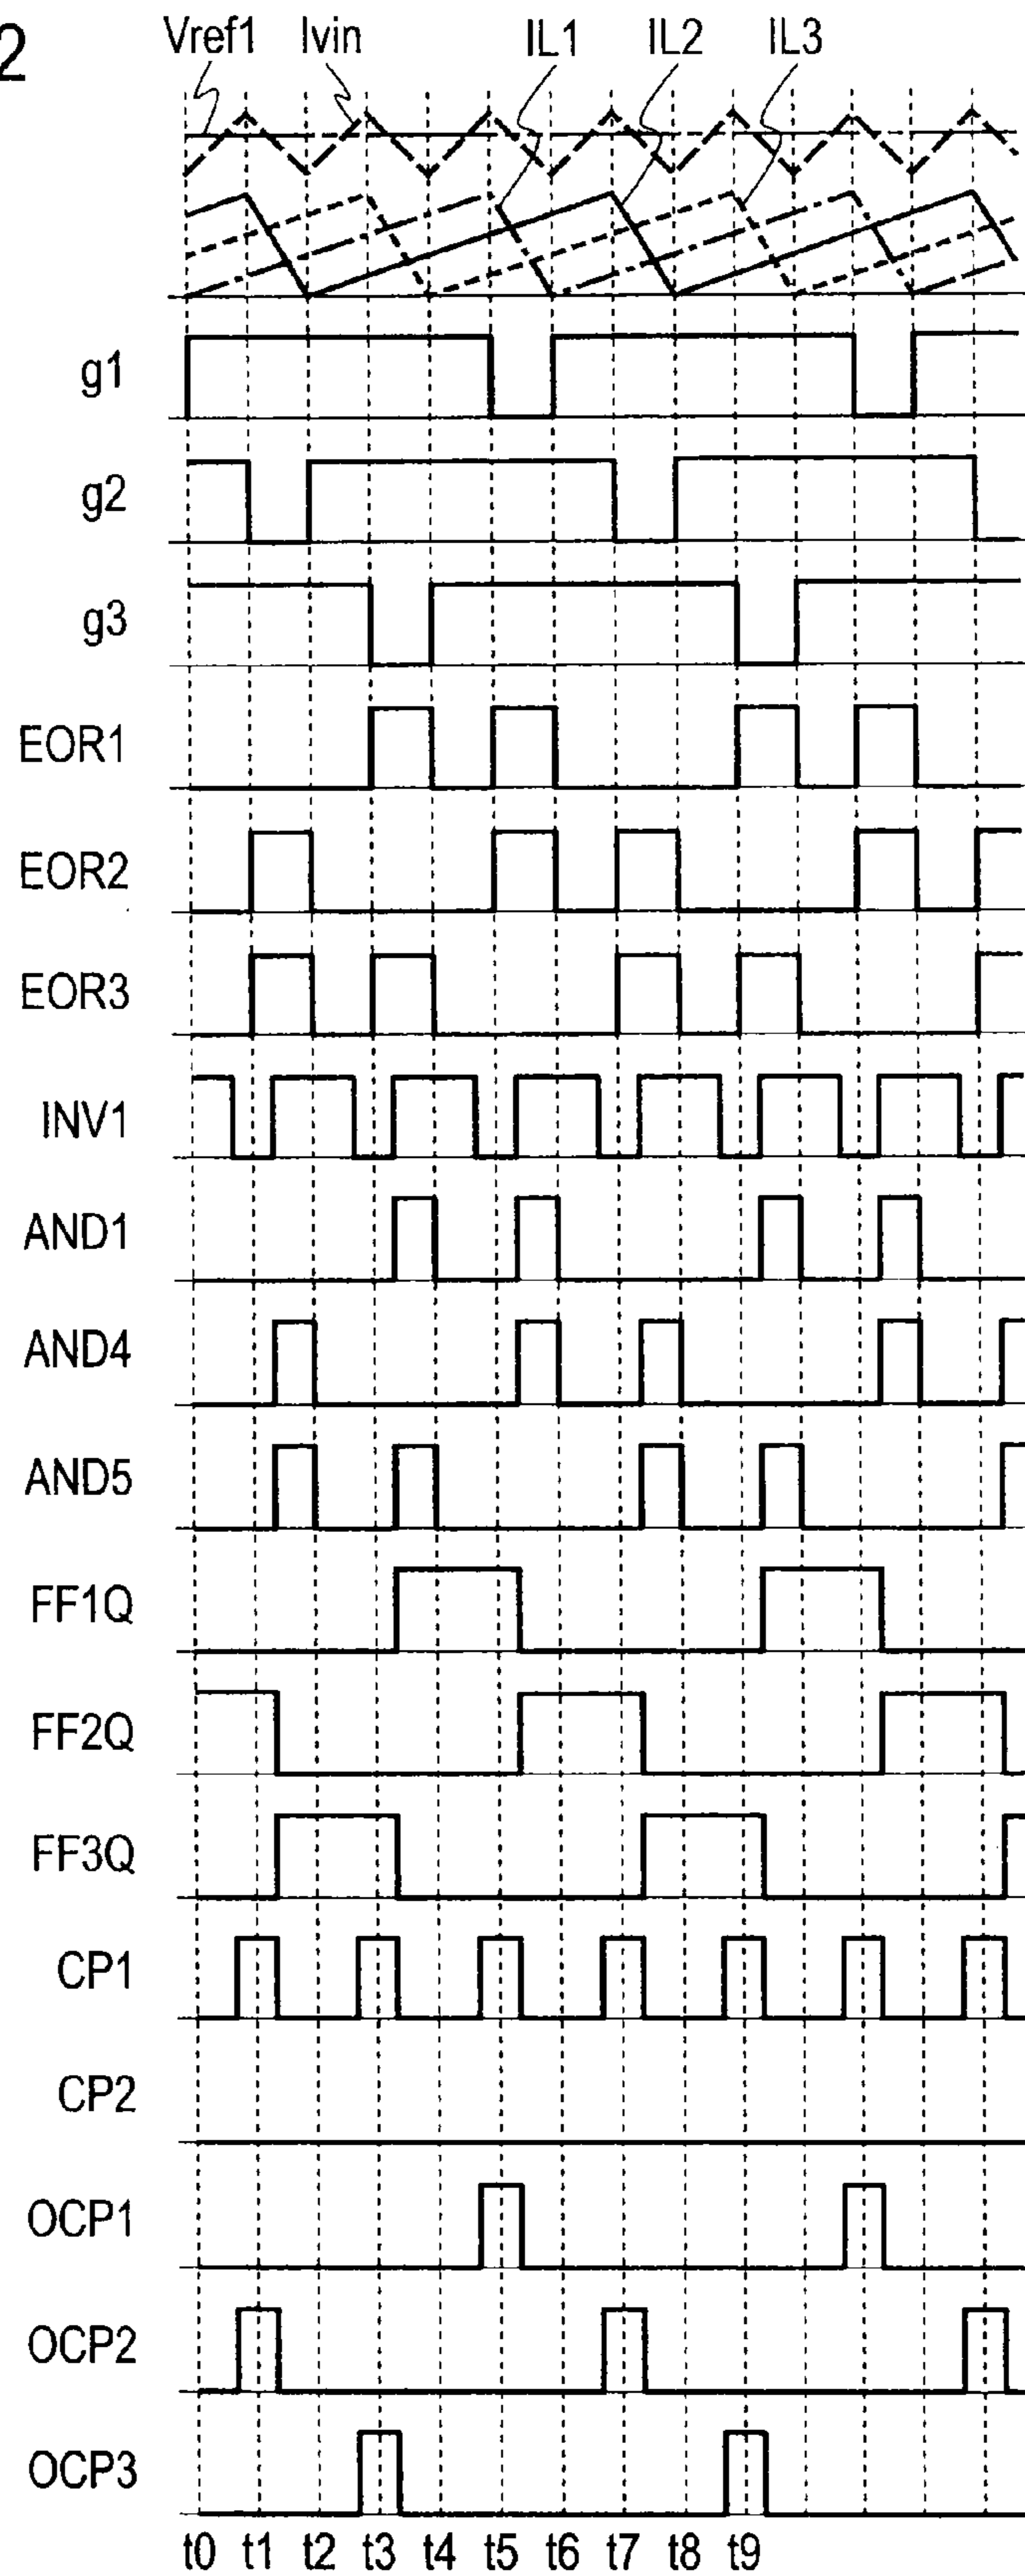 2
Vref1 Ivin IL1 IL2 IL3
g1
g2
g3
EOR1
EOR2
EOR3
INV1
AND1
AND4
AND5
FF1Q
FF2Q
FF3Q
CP1
CP2
OCP1
OCP2
OCP3
t0 t1 t2 t3 t4 t5 t6 t7 t8 t9